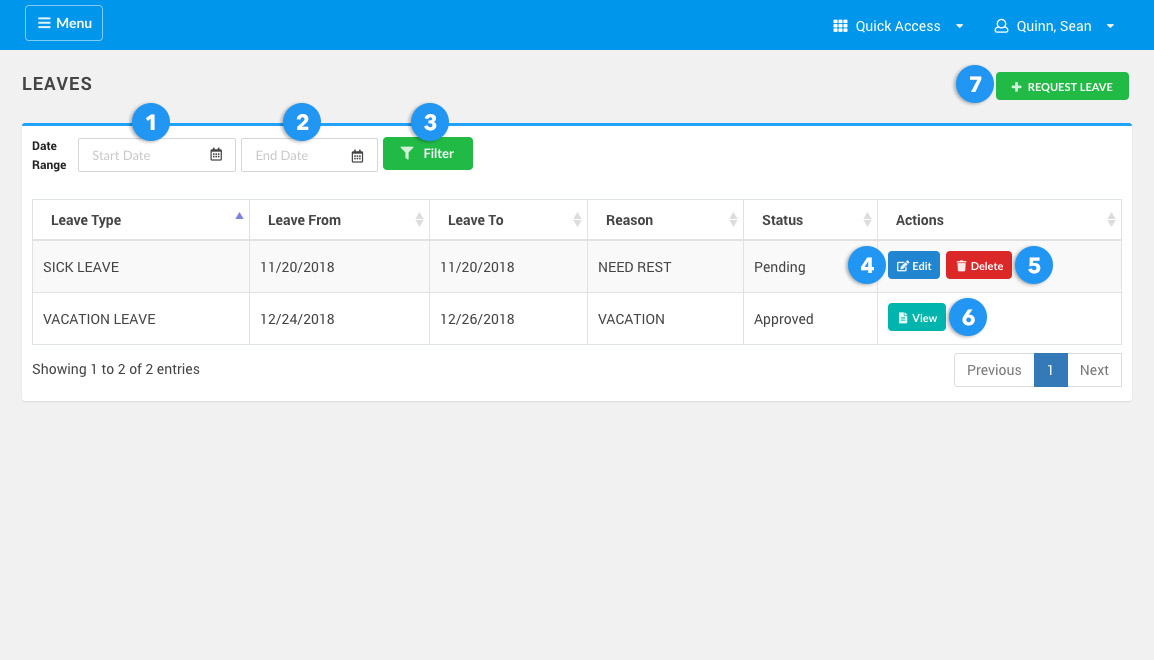 Menu
Quick Access
Quinn, Sean
LEAVES
7
REQUEST LEAVE
1
2
3
Date
Range
Start Date
End Date
Filter
Leave Type
Leave From
Leave To
Reason
Status
Actions
SICK LEAVE
11/20/2018
11/20/2018
NEED REST
Pending
4
Edit
Delete
5
VACATION LEAVE
12/24/2018
12/26/2018
VACATION
Approved
View
6
Showing 1 to 2 of 2 entries
Previous
1
Next